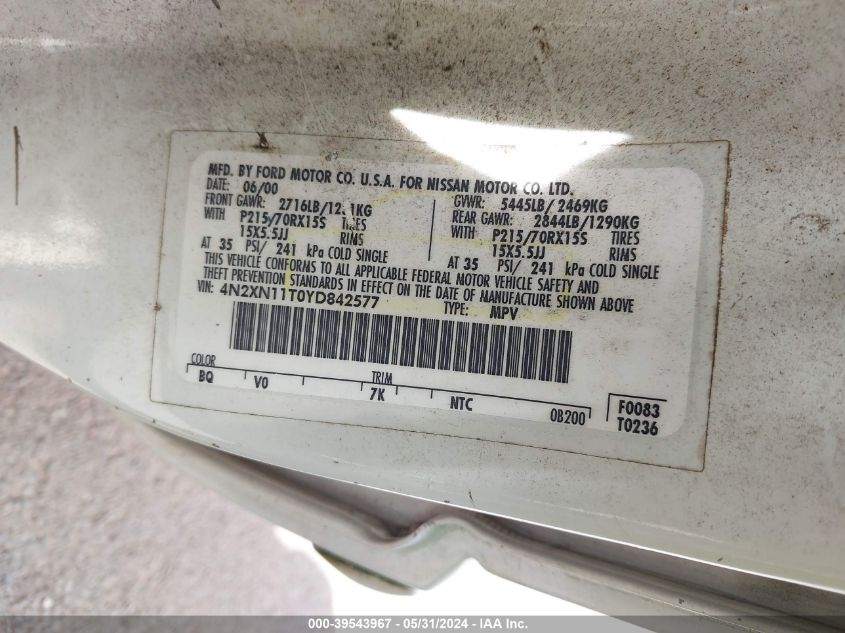 MFD. BY FORD MOTOR CO. U.S.A. FOR NISSAN MOTOR CO. LTD.
DATE: 06/00 GVWR: 5445LB/ 2469KG
FRONT GAWR: 2716LB/ REAR GAWR: 2844LB/1290KG
WITH P215/70RX15S TIRES WITH P215/70RX15S TIRES
15X5.5JJ RIMS 15X5.5JJ RIMS
AT 35 PSI/ 241 kPa COLD SINGLE AT 35 PSI/ 241 kPa COLD SINGLE
THIS VEHICLE CONFORMS TO ALL APPLICABLE FEDERAL MOTOR VEHICLE SAFETY AND
THEFT PREVENTION STANDARDS IN EFFECT ON THE DATE OF MANUFACTURE SHOWN ABOVE
VIN: 4N2XN11T0YD842577 TYPE: MPV
COLOR TRIM
BQ V0 7K NTC 0B200
F0083
T0236
000-39543967 - 05/31/2024 - IAA Inc.